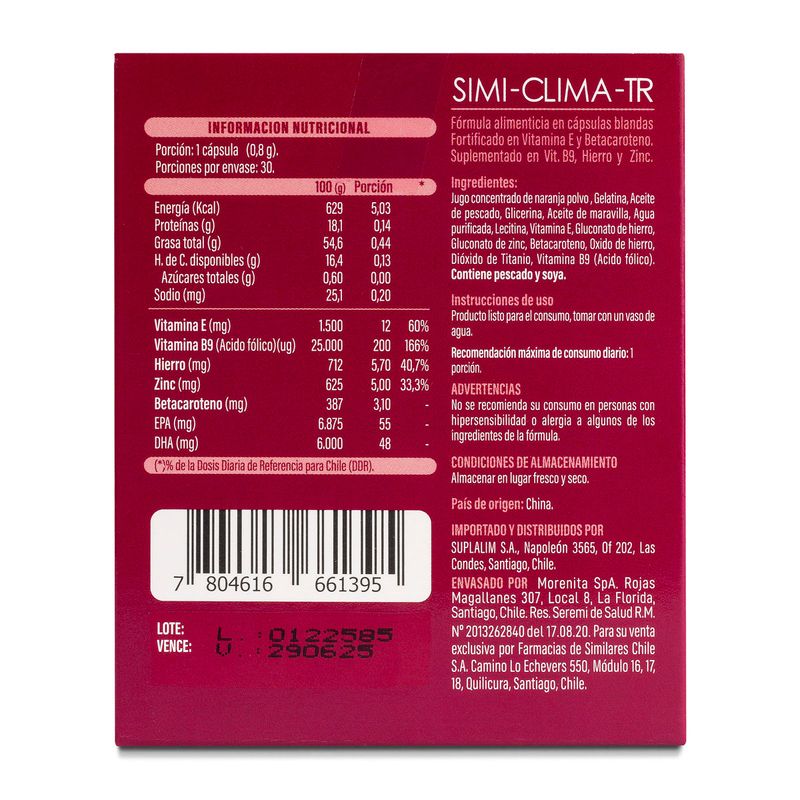 INFORMACION NUTRICIONAL
Porción: 1 cápsula (0,8 g).
Porciones por envase: 30.
100 (g) Porción *
Energía (Kcal) 629 5,03
Proteínas (g) 18,1 0,14
Grasa total (g) 54,6 0,44
H. de C. disponibles (g) 16,4 0,13
Azúcares totales (g) 0,60 0,00
Sodio (mg) 25,1 0,20
Vitamina E (mg) 1.500 12 60%
Vitamina B9 (Acido fólico)(ug) 25.000 200 166%
Hierro (mg) 712 5,70 40,7%
Zinc (mg) 625 5,00 33,3%
Betacaroteno (mg) 387 3,10 -
EPA (mg) 6.875 55 -
DHA (mg) 6.000 48 -
(*)% de la Dosis Diaria de Referencia para Chile (DDR).
7 804616 661395
LOTE: L.:0122585
VENCE: V.:290625
SIMI-CLIMA-TR
Fórmula alimenticia en cápsulas blandas
Fortificado en Vitamina E y Betacaroteno.
Suplementado en Vit. B9, Hierro y Zinc.
Ingredientes:
Jugo concentrado de naranja polvo, Gelatina, Aceite
de pescado, Glicerina, Aceite de maravilla, Agua
purificada, Lecitina, Vitamina E, Gluconato de hierro,
Gluconato de zinc, Betacaroteno, Oxido de hierro,
Dióxido de Titanio, Vitamina B9 (Acido fólico).
Contiene pescado y soya.
Instrucciones de uso
Producto listo para el consumo, tomar con un vaso de
agua.
Recomendación máxima de consumo diario: 1
porción.
ADVERTENCIAS
No se recomienda su consumo en personas con
hipersensibilidad o alergia a algunos de los
ingredientes de la fórmula.
CONDICIONES DE ALMACENAMIENTO
Almacenar en lugar fresco y seco.
País de origen: China.
IMPORTADO Y DISTRIBUIDOS POR
SUPLALIM S.A., Napoleón 3565, Of 202, Las
Condes, Santiago, Chile.
ENVASADO POR Morenita SpA. Rojas
Magallanes 307, Local 8, La Florida,
Santiago, Chile. Res. Seremi de Salud R.M.
N° 2013262840 del 17.08.20. Para su venta
exclusiva por Farmacias de Similares Chile
S.A. Camino Lo Echevers 550, Módulo 16, 17,
18, Quilicura, Santiago, Chile.